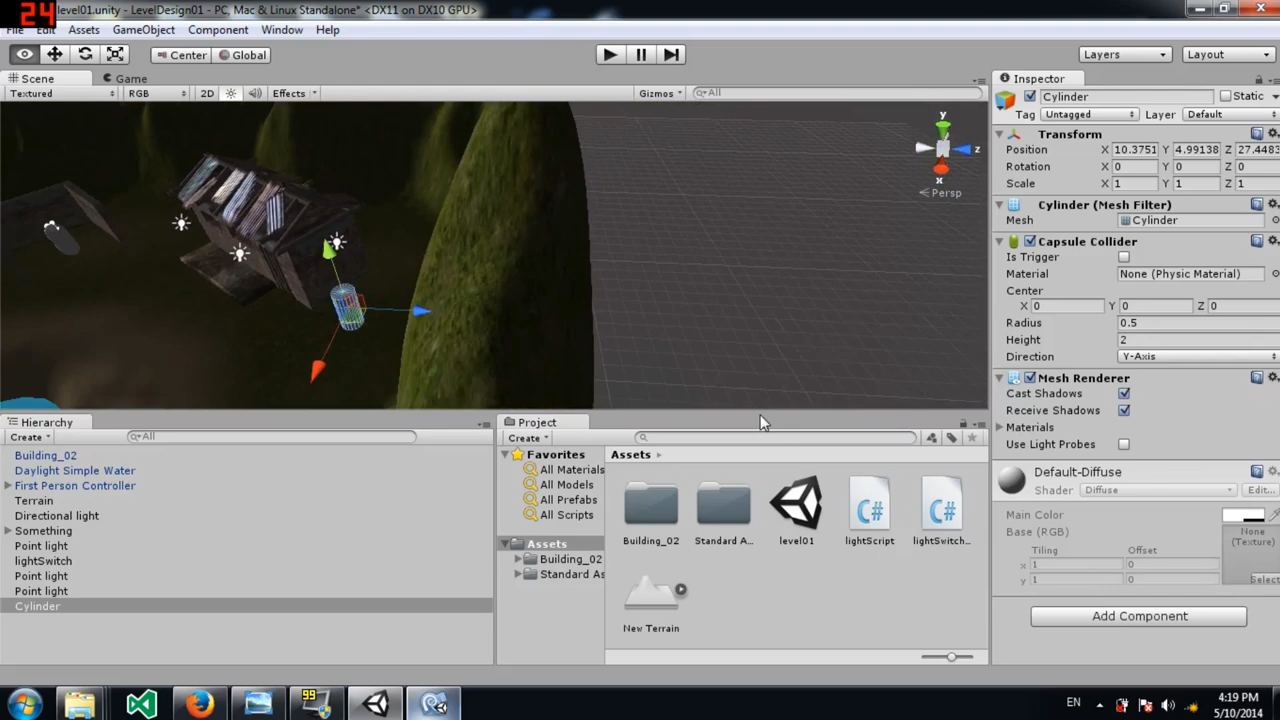 24
level01.unity - LevelDesign01 - PC, Mac & Linux Standalone* <DX11 on DX10 GPU>
File Edit Assets GameObject Component Window Help
Center Global
Layers Layout
Scene Game
Textured RGB 2D Effects Gizmos All
y
z
x
Persp
Inspector
Cylinder Static
Tag Untagged Layer Default
Transform
Position X 10.3751 Y 4.99138 Z 27.4483
Rotation X 0 Y 0 Z 0
Scale X 1 Y 1 Z 1
Cylinder (Mesh Filter)
Mesh Cylinder
Capsule Collider
Is Trigger
Material None (Physic Material)
Center
X 0 Y 0 Z 0
Radius 0.5
Height 2
Direction Y-Axis
Mesh Renderer
Cast Shadows
Receive Shadows
Materials
Use Light Probes
Default-Diffuse
Shader Diffuse Edit...
Main Color
Base (RGB)
None
(Texture)
Tiling Offset
x 1 0
y 1 0
Select
Add Component
Hierarchy
Create All
Building_02
Daylight Simple Water
First Person Controller
Terrain
Directional light
Something
Point light
lightSwitch
Point light
Point light
Cylinder
Project
Create
Favorites
All Materials
All Models
All Prefabs
All Scripts
Assets
Building_02
Standard As
Assets
Building_02
Standard A...
level01
C#
lightScript
C#
lightSwitch...
New Terrain
99
EN
4:19 PM
5/10/2014